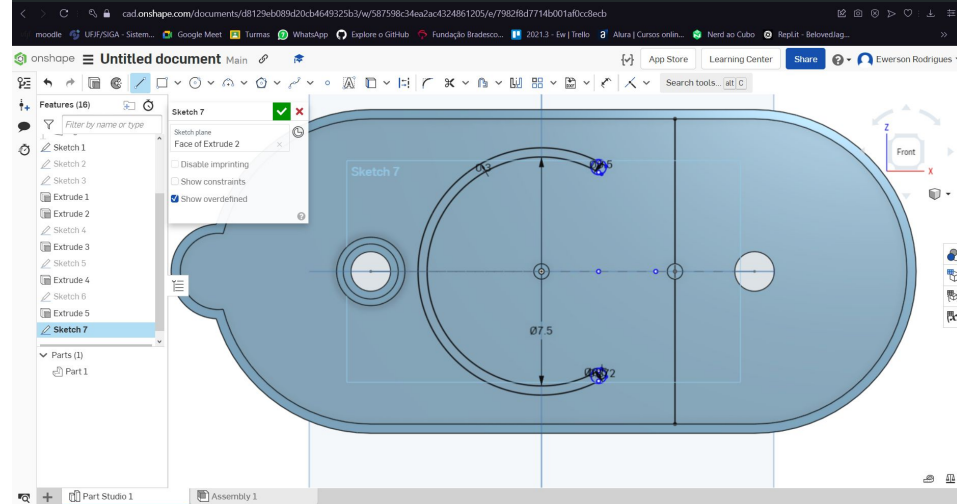 cad.onshape.com/documents/d8129eb089d20cb4649325b3/w/587598c34ea2ac4324861205/e/7982f8d7714b001af0cc8ecb
moodle UFJF/SIGA - Sistem... Google Meet Turmas WhatsApp Explore o GitHub Fundação Bradesco... 2021.3 - Ew | Trello Alura | Cursos onlin... Nerd ao Cubo Replit - BelovedJag... »
onshape Untitled document Main App Store Learning Center Share Ewerson Rodrigues
Search tools... alt C
Features (16)
Filter by name or type
Sketch 1
Sketch 2
Sketch 3
Extrude 1
Extrude 2
Sketch 4
Extrude 3
Sketch 5
Extrude 4
Sketch 6
Extrude 5
Sketch 7
Parts (1)
Part 1
Sketch 7
Sketch plane
Face of Extrude 2
Disable imprinting
Show constraints
Show overdefined
Sketch 7
0.3
Ø7.5
Z
Front
X
Part Studio 1 Assembly 1